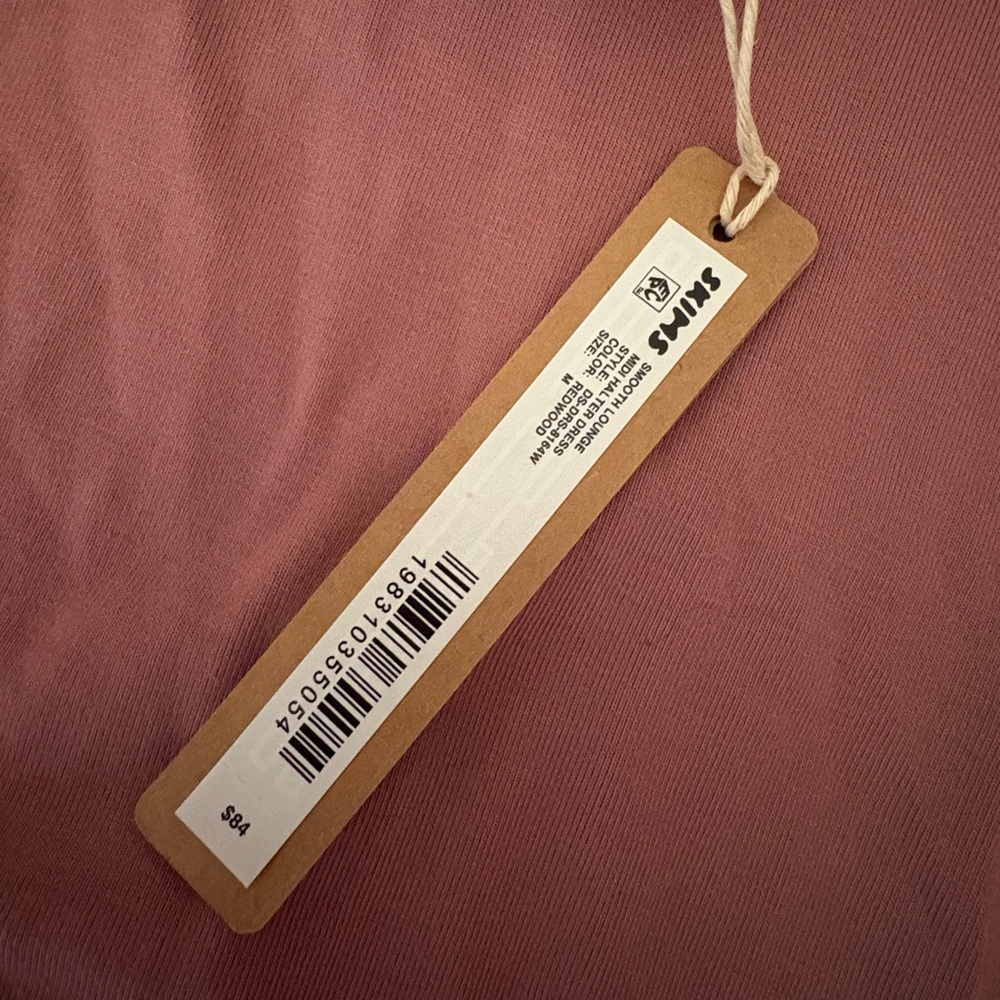 SKIMS
SMOOTH LOUNGE
MIDI HALTER DRESS
STYLE: DS-DRS-8164W
COLOR: REDWOOD
SIZE: M
198310355054
$84